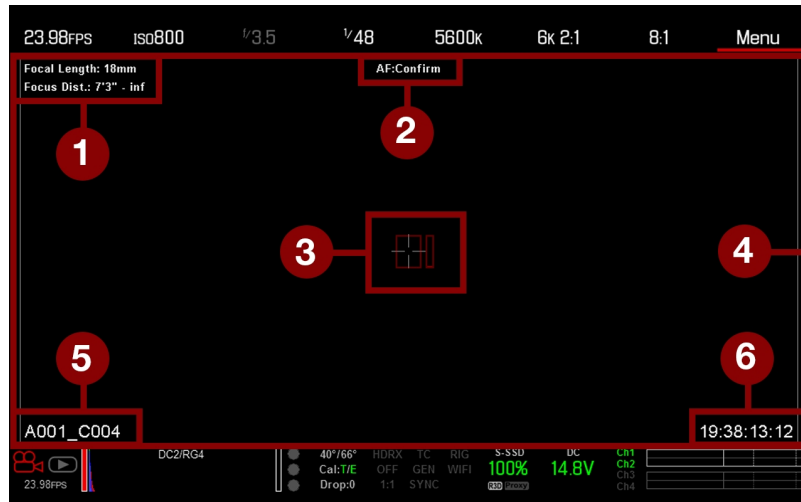 23.98FPS ISO800 f/3.5 1/48 5600K 6K 2:1 8:1 Menu
Focal Length: 18mm
AF:Confirm
Focus Dist.: 7'3" - inf
1
2
3
4
5
6
A001_C004
19:38:13:12
DC2/RG4
40°/66° HDRX TC RIG S-SSD DC Ch1
Cal:T/E OFF GEN WIFI 100% 14.8V Ch2
Ch3
Drop:0 1:1 SYNC R3D Proxy Ch4
23.98FPS